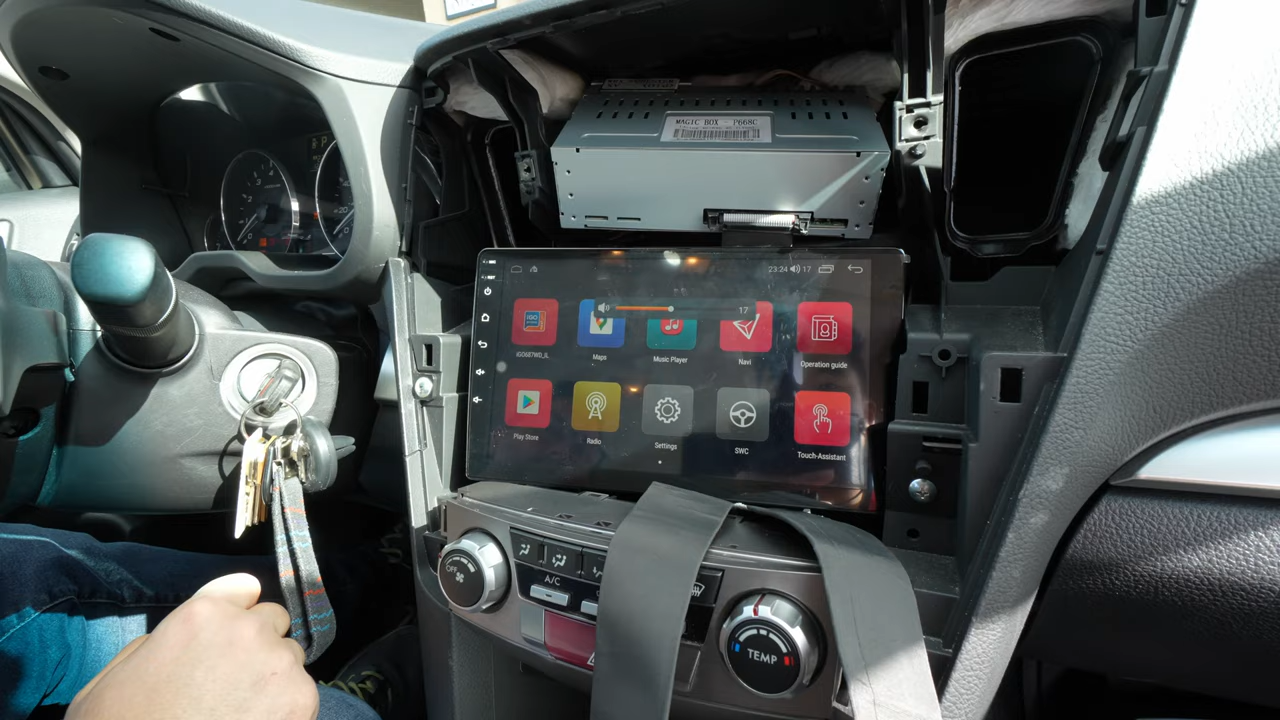 MAGIC BOX - P668C
23:24 17
17
iGO687WD_IL
Maps
Music Player
Navi
Operation guide
Play Store
Radio
Settings
SWC
Touch-Assistant
OFF
A/C
TEMP